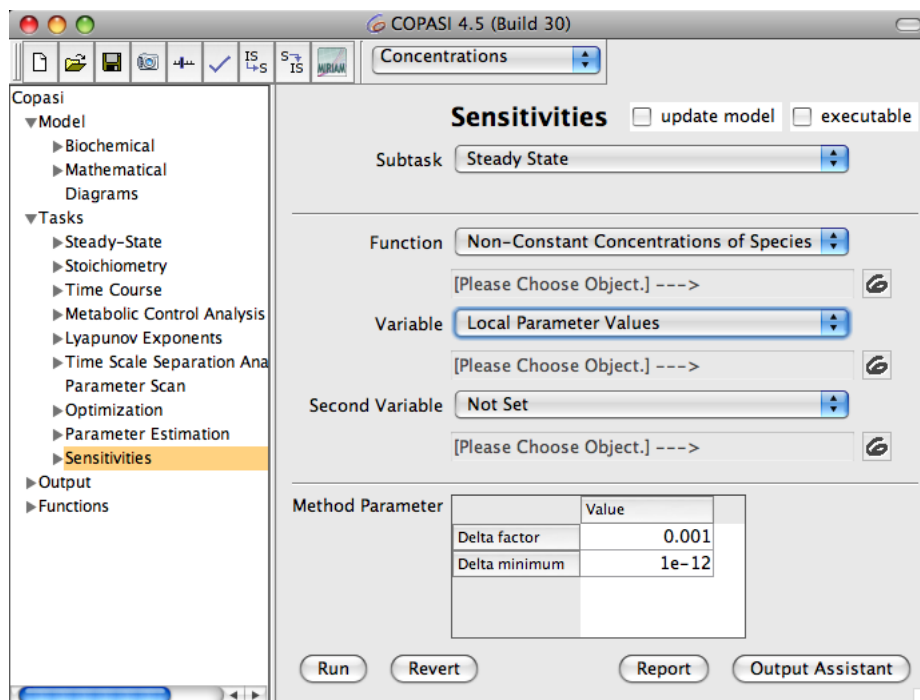 COPASI 4.5 (Build 30)
IS S
S IS
MIRIAM
Concentrations
Copasi
Model
Biochemical
Mathematical
Diagrams
Tasks
Steady-State
Stoichiometry
Time Course
Metabolic Control Analysis
Lyapunov Exponents
Time Scale Separation Ana
Parameter Scan
Optimization
Parameter Estimation
Sensitivities
Output
Functions
Sensitivities update model executable
Subtask Steady State
Function Non-Constant Concentrations of Species
[Please Choose Object.] --->
Variable Local Parameter Values
[Please Choose Object.] --->
Second Variable Not Set
[Please Choose Object.] --->
Method Parameter Value
Delta factor 0.001
Delta minimum 1e-12
Run Revert Report Output Assistant